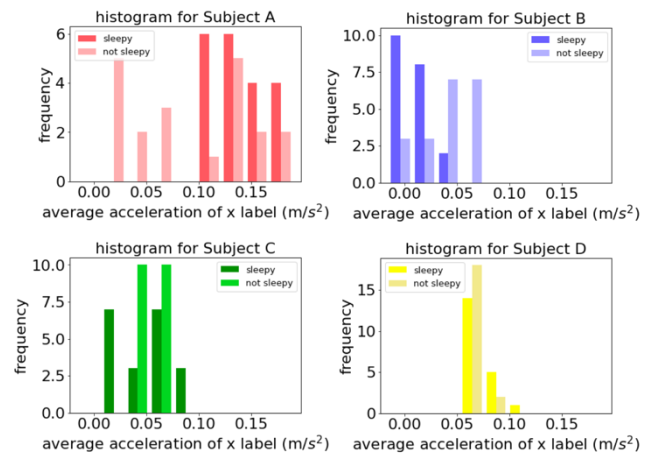 histogram for Subject A
frequency
6
4
2
0
sleepy
not sleepy
0.00 0.05 0.10 0.15
average acceleration of x label (m/s²)
histogram for Subject B
frequency
10.0
7.5
5.0
2.5
0.0
sleepy
not sleepy
0.00 0.05 0.10 0.15
average acceleration of x label (m/s²)
histogram for Subject C
frequency
10.0
7.5
5.0
2.5
0.0
sleepy
not sleepy
0.00 0.05 0.10 0.15
average acceleration of x label (m/s²)
histogram for Subject D
frequency
15
10
5
0
sleepy
not sleepy
0.00 0.05 0.10 0.15
average acceleration of x label (m/s²)